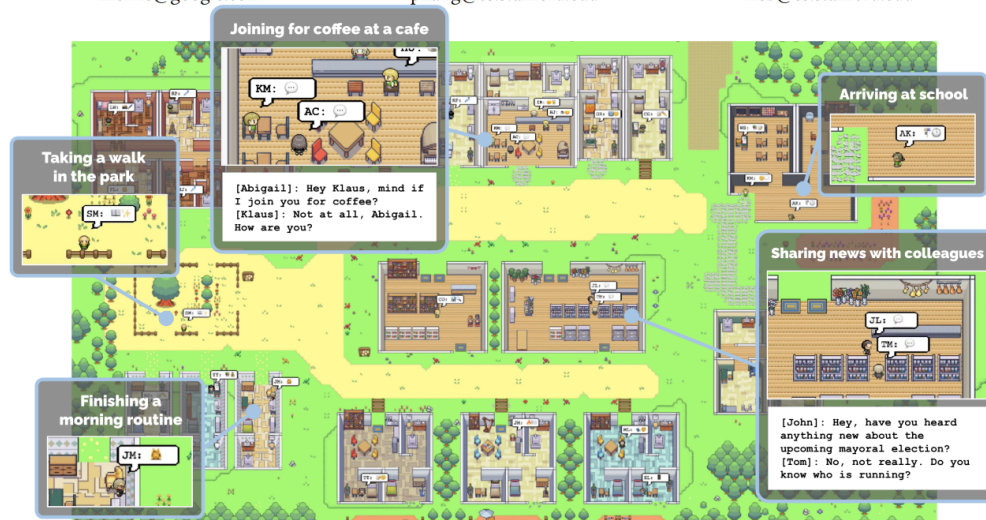 Joining for coffee at a cafe
KM:
AC:
[Abigail]: Hey Klaus, mind if
I join you for coffee?
[Klaus]: Not at all, Abigail.
How are you?
Arriving at school
AK:
Taking a walk
in the park
SM:
Sharing news with colleagues
JL:
TM:
[John]: Hey, have you heard
anything new about the
upcoming mayoral election?
[Tom]: No, not really. Do you
know who is running?
Finishing a
morning routine
JM: